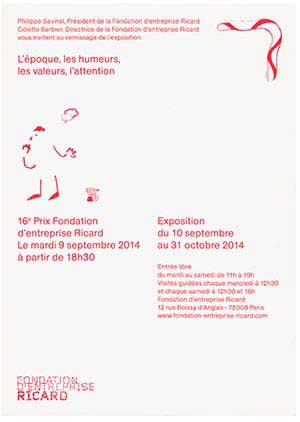 Philippe Savinel, Président de la Fondation d'entreprise Ricard
Colette Barbier, Directrice de la Fondation d'entreprise Ricard
vous invitent au vernissage de l'exposition
L'époque, les humeurs,
les valeurs, l'attention
16e Prix Fondation
d'entreprise Ricard
Le mardi 9 septembre 2014
à partir de 18h30
Exposition
du 10 septembre
au 31 octobre 2014
Entrée libre
du mardi au samedi de 11h à 19h
Visites guidées chaque mercredi à 12h30
et chaque samedi à 12h30 et 16h
Fondation d'entreprise Ricard
12 rue Boissy d'Anglas - 75008 Paris
www.fondation-entreprise-ricard.com
FONDATION
D'ENTREPRISE
RICARD